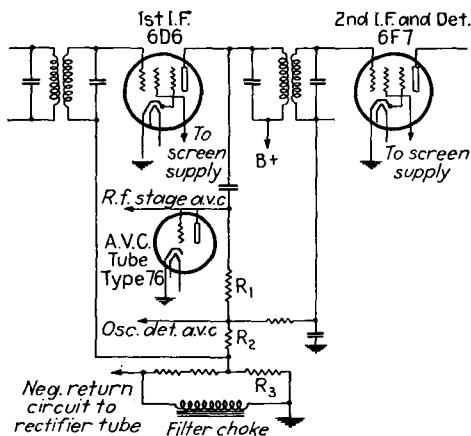 1st I.F.
6D6
2nd I.F. and Det.
6F7
To
screen
supply
B+
To
screen
supply
R.f. stage a.v.c
A.V.C.
Tube
Type 76
R1
Osc. det. a.v.c
R2
Neg. return
circuit to
rectifier tube
R3
Filter choke